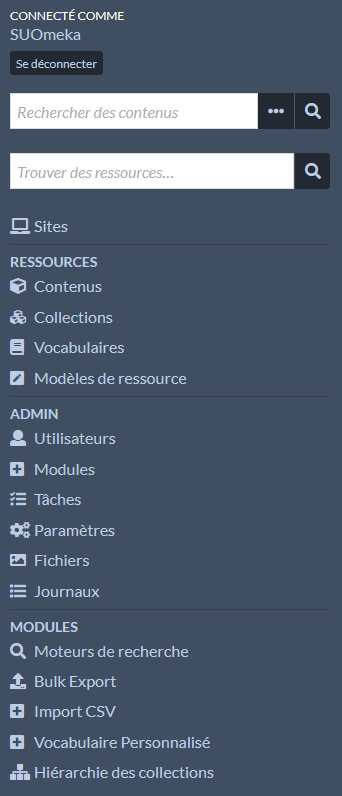 CONNECTÉ COMME
SUOmeka
Se déconnecter
Rechercher des contenus
Trouver des ressources...
Sites
RESSOURCES
Contenus
Collections
Vocabulaires
Modèles de ressource
ADMIN
Utilisateurs
Modules
Tâches
Paramètres
Fichiers
Journaux
MODULES
Moteurs de recherche
Bulk Export
Import CSV
Vocabulaire Personnalisé
Hiérarchie des collections